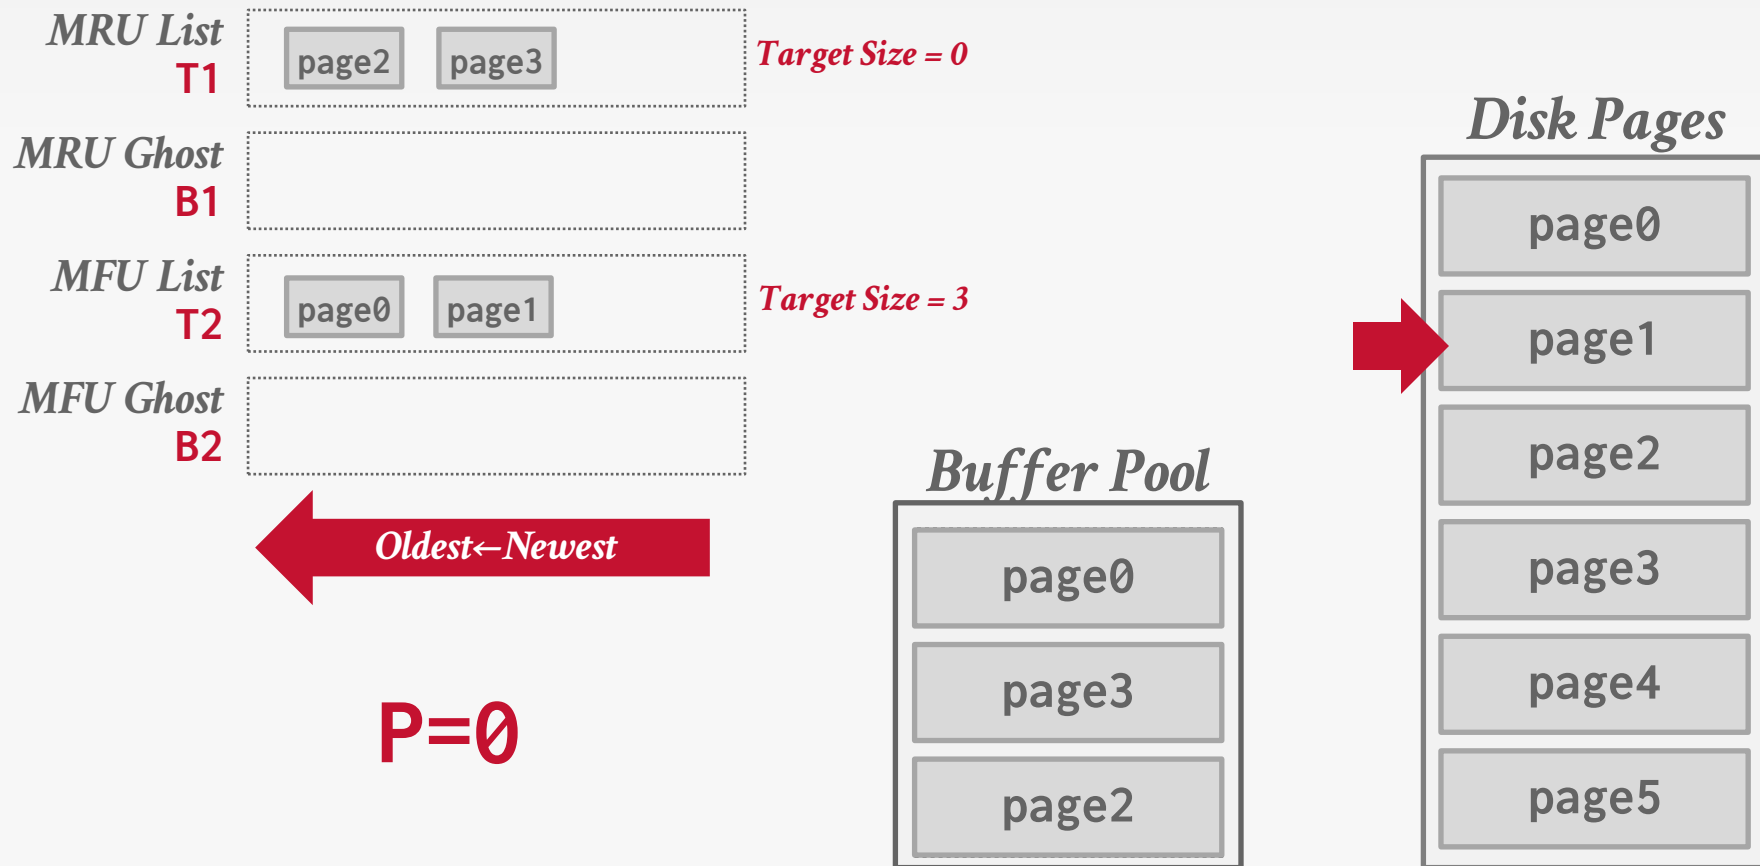 MRU List
T1
page2 page3
Target Size = 0
MRU Ghost
B1
MFU List
T2
page0 page1
Target Size = 3
MFU Ghost
B2
Oldest←Newest
P=0
Buffer Pool
page0
page3
page2
Disk Pages
page0
page1
page2
page3
page4
page5